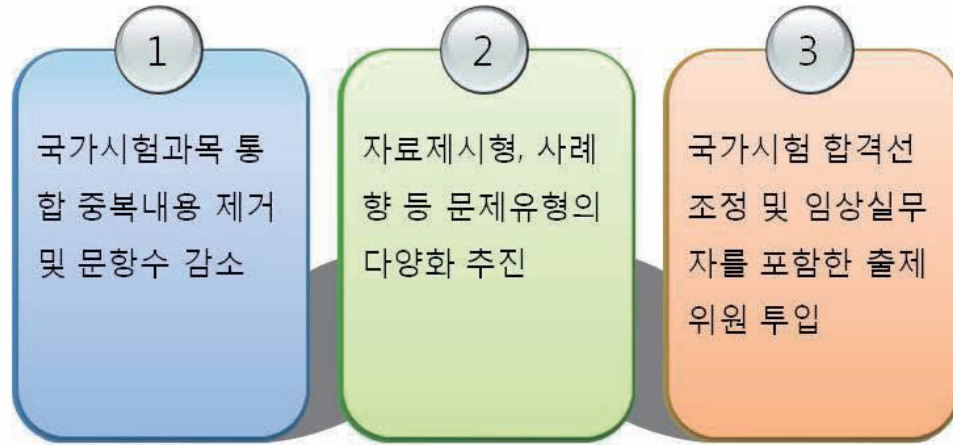 1
국가시험과목 통
합 중복내용 제거
및 문항수 감소
2
자료제시형, 사례
향 등 문제유형의
다양화 추진
3
국가시험 합격선
조정 및 임상실무
자를 포함한 출제
위원 투입